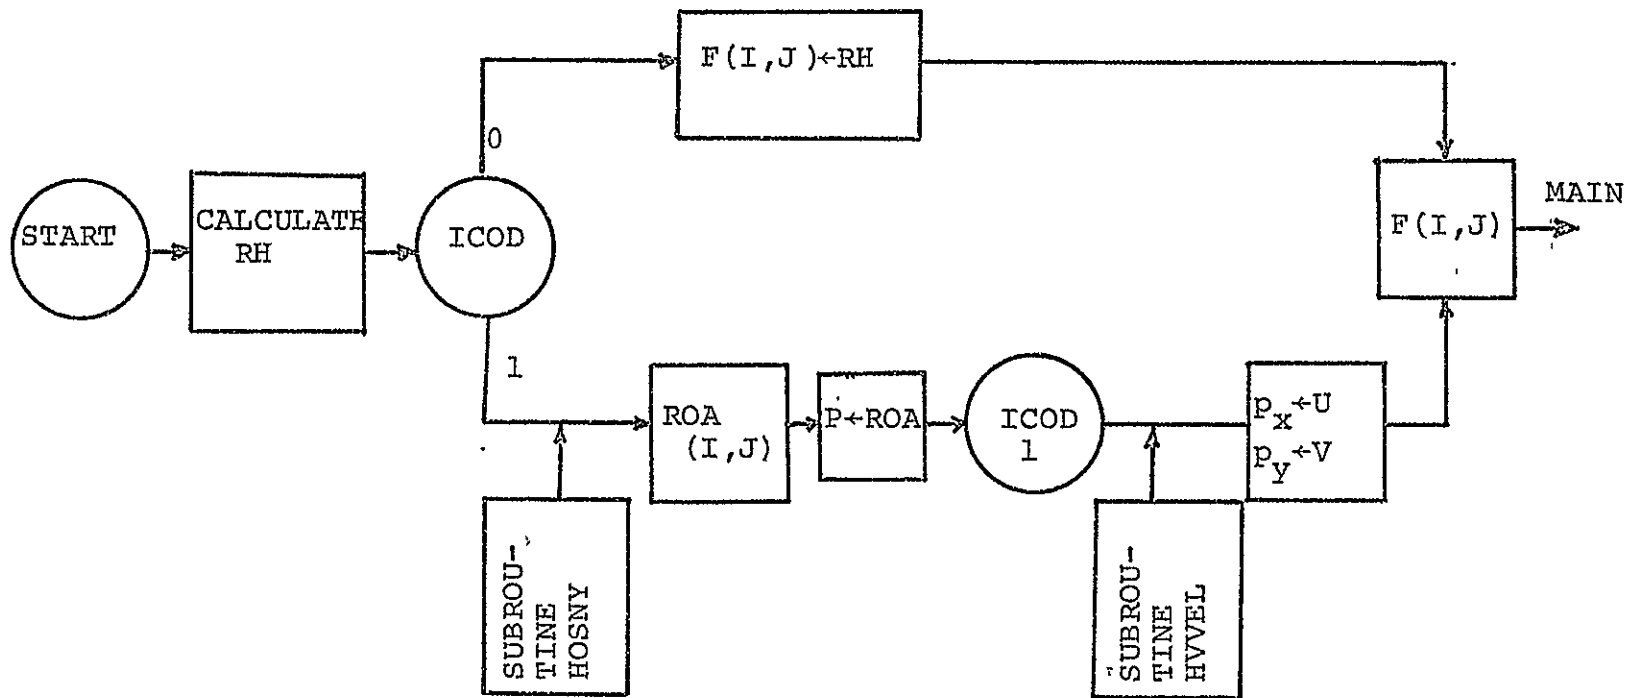 F(I,J)←RH
0
START
CALCULATE
RH
ICOD
MAIN
F(I,J)
1
ROA
(I,J)
P←ROA
ICOD
1
p_x←U
p_y←V
SUBROU-
TINE
HOSNY
SUBROU-
TINE
HVVEL